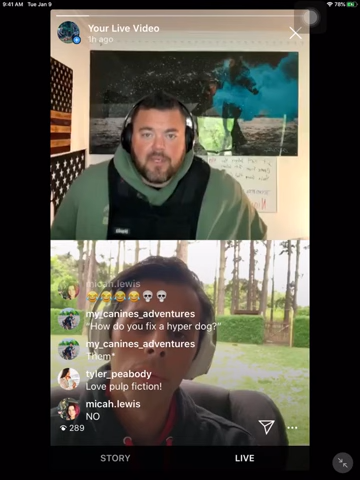 9:41 AM Tue Jan 9
78%
Your Live Video
1h ago
micah.lewis
😂😂😂😂💀💀
my_canines_adventures
"How do you fix a hyper dog?"
my_canines_adventures
Them*
tyler_peabody
Love pulp fiction!
micah.lewis
NO
289
STORY
LIVE